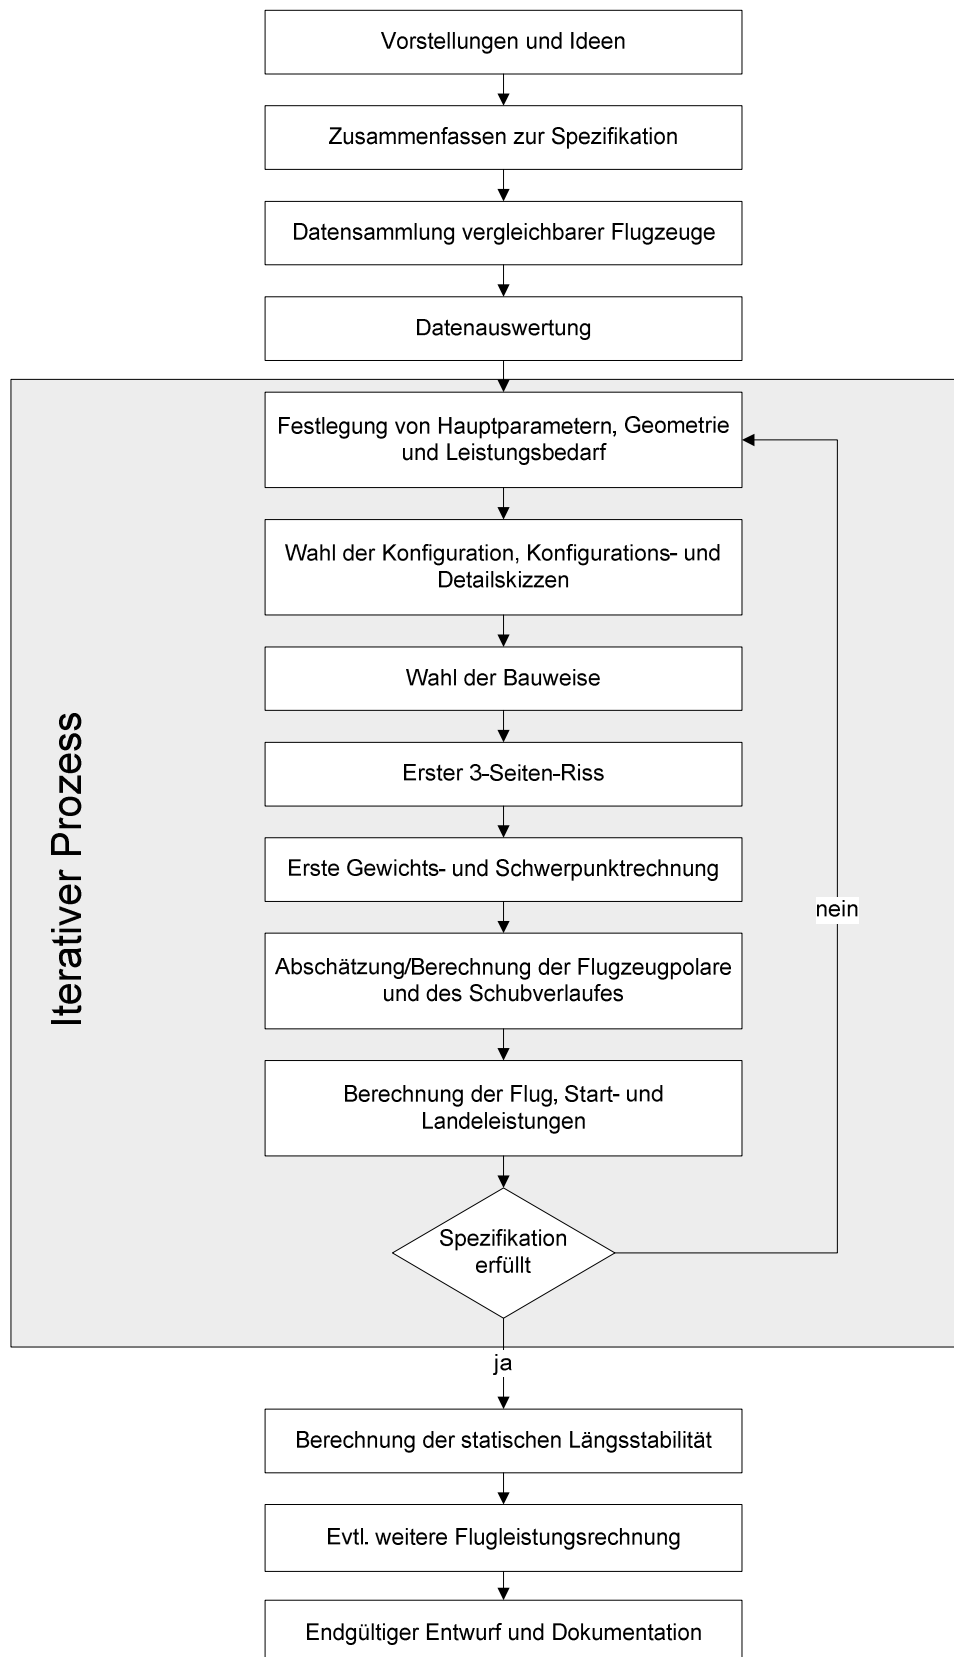 Vorstellungen und Ideen
Zusammenfassen zur Spezifikation
Datensammlung vergleichbarer Flugzeuge
Datenauswertung
Festlegung von Hauptparametern, Geometrie
und Leistungsbedarf
Wahl der Konfiguration, Konfigurations- und
Detailskizzen
Wahl der Bauweise
Erster 3-Seiten-Riss
Iterativer Prozess
Erste Gewichts- und Schwerpunktrechnung
nein
Abschätzung/Berechnung der Flugzeugpolare
und des Schubverlaufes
Berechnung der Flug, Start- und
Landeleistungen
Spezifikation
erfüllt
ja
Berechnung der statischen Längsstabilität
Evtl. weitere Flugleistungsrechnung
Endgültiger Entwurf und Dokumentation